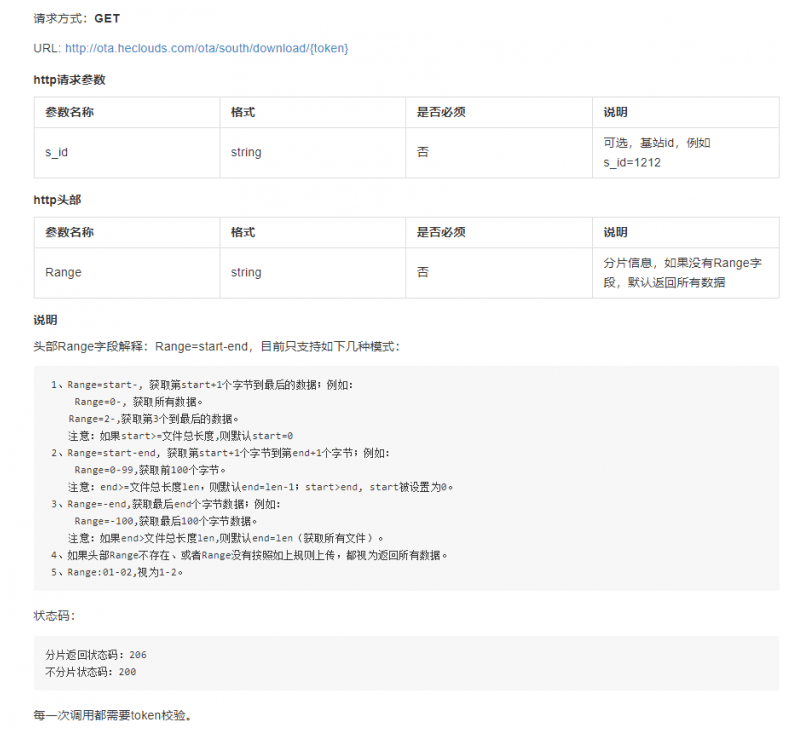 请求方式：GET
URL: http://ota.heclouds.com/ota/south/download/{token}
http请求参数
参数名称 格式 是否必须 说明
s_id string 否 可选，基站id，例如
s_id=1212
http头部
参数名称 格式 是否必须 说明
Range string 否 分片信息，如果没有Range字
段，默认返回所有数据
说明
头部Range字段解释：Range=start-end，目前只支持如下几种模式：
1、Range=start-, 获取第start+1个字节到最后的数据；例如:
Range=0-, 获取所有数据。
Range=2-,获取第3个到最后的数据。
注意：如果start>=文件总长度,则默认start=0
2、Range=start-end, 获取第start+1个字节到第end+1个字节；例如:
Range=0-99,获取前100个字节。
注意：end>=文件总长度len，则默认end=len-1；start>end, start被设置为0。
3、Range=-end,获取最后end个字节数据；例如:
Range=-100,获取最后100个字节数据。
注意：如果end>文件总长度len,则默认end=len（获取所有文件）。
4、如果头部Range不存在、或者Range没有按照如上规则上传，都视为返回所有数据。
5、Range:01-02,视为1-2。
状态码：
分片返回状态码：206
不分片状态码：200
每一次调用都需要token校验。